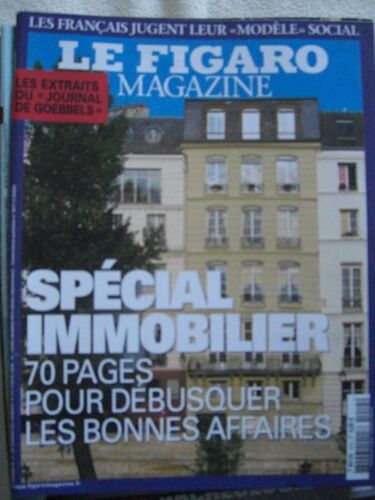 LES FRANÇAIS JUGENT LEUR «MODÈLE» SOCIAL
LE FIGARO
MAGAZINE
LES EXTRAITS
DU « JOURNAL
DE GOEBBELS »
SPÉCIAL
IMMOBILIER
70 PAGES
POUR DÉBUSQUER
LES BONNES AFFAIRES